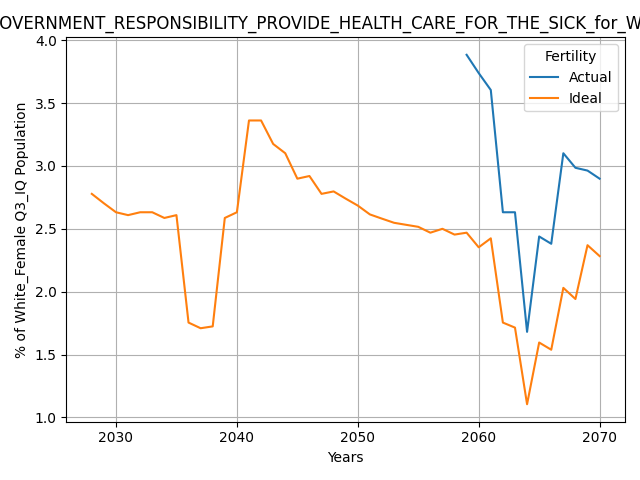 OVERNMENT_RESPONSIBILITY_PROVIDE_HEALTH_CARE_FOR_THE_SICK_for_W
4.0
3.5
3.0
2.5
2.0
1.5
1.0
% of White_Female Q3_IQ Population
Fertility
Actual
Ideal
2030 2040 2050 2060 2070
Years